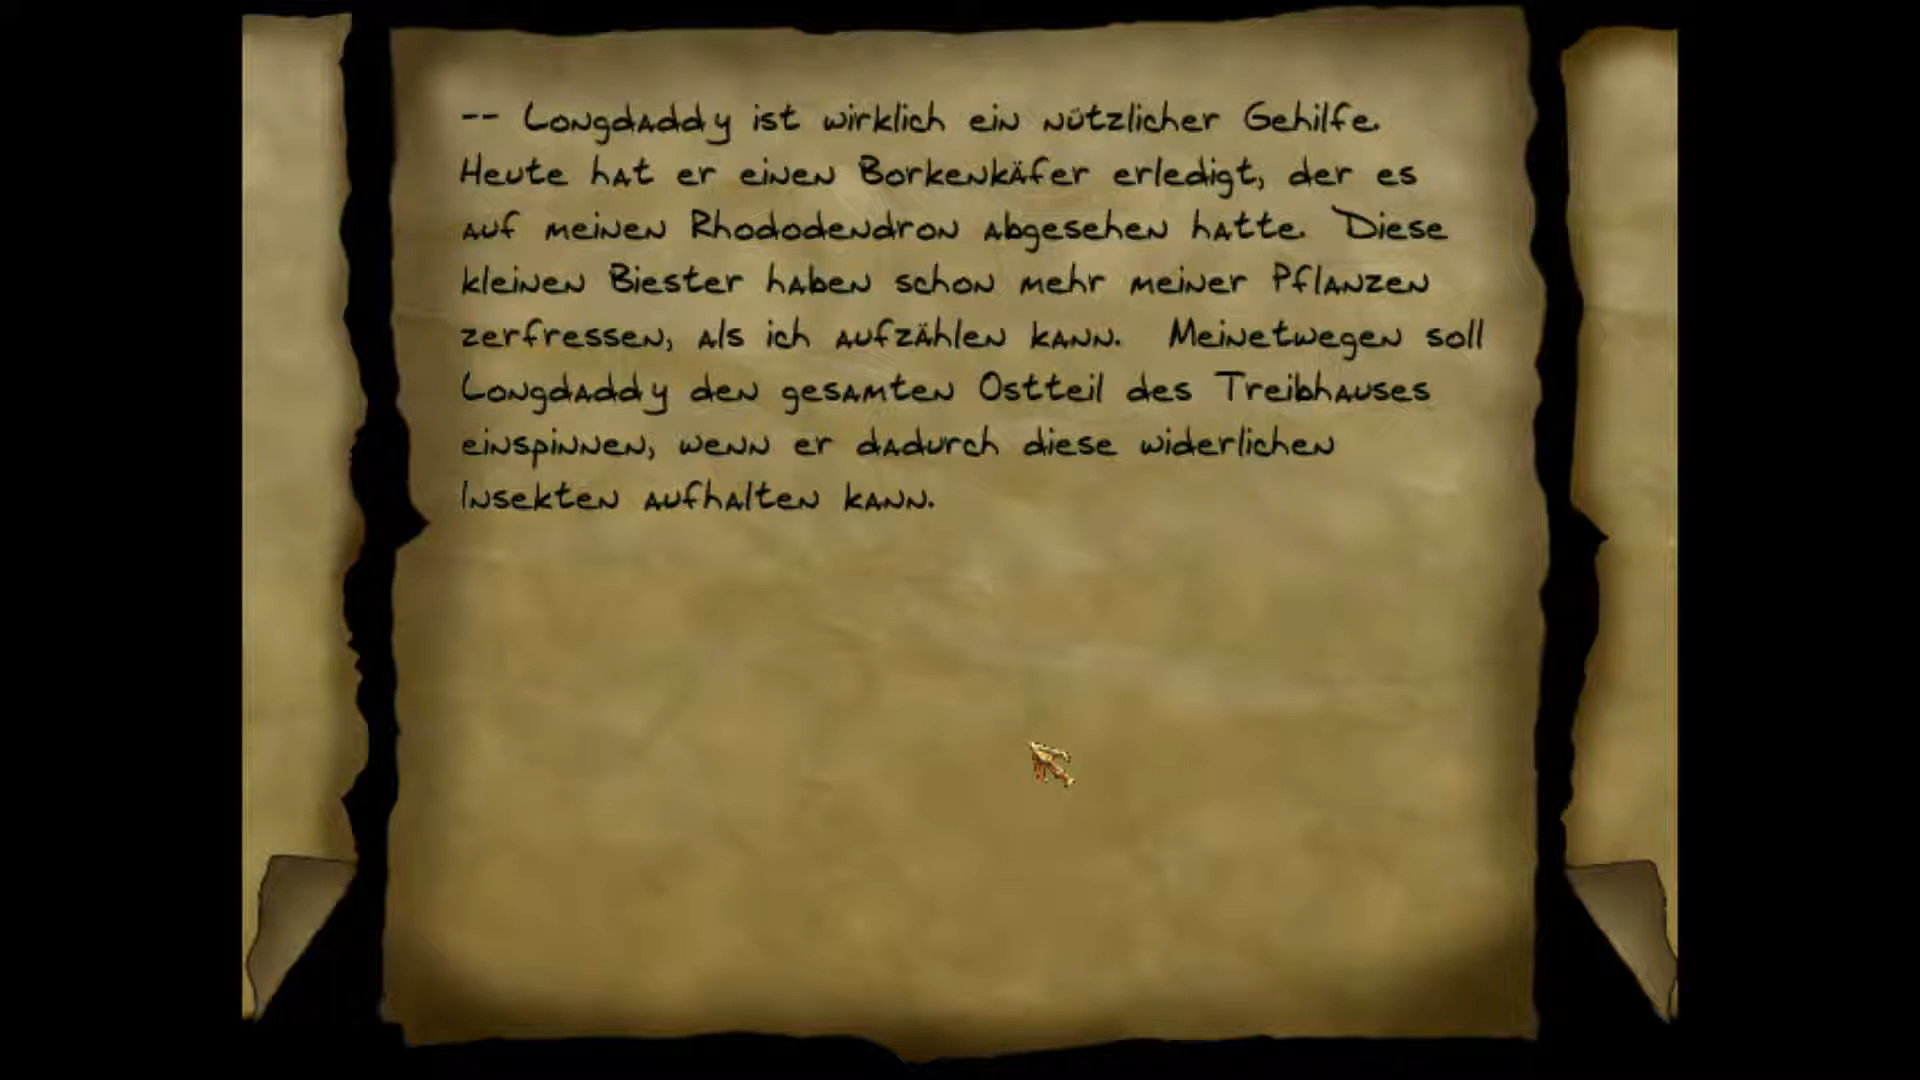 -- Longdaddy ist wirklich ein nützlicher Gehilfe.
Heute hat er einen Borkenkäfer erledigt, der es
auf meinen Rhododendron abgesehen hatte. Diese
kleinen Biester haben schon mehr meiner Pflanzen
zerfressen, als ich aufzählen kann. Meinetwegen soll
Longdaddy den gesamten Ostteil des Treibhauses
einspinnen, wenn er dadurch diese widerlichen
Insekten aufhalten kann.